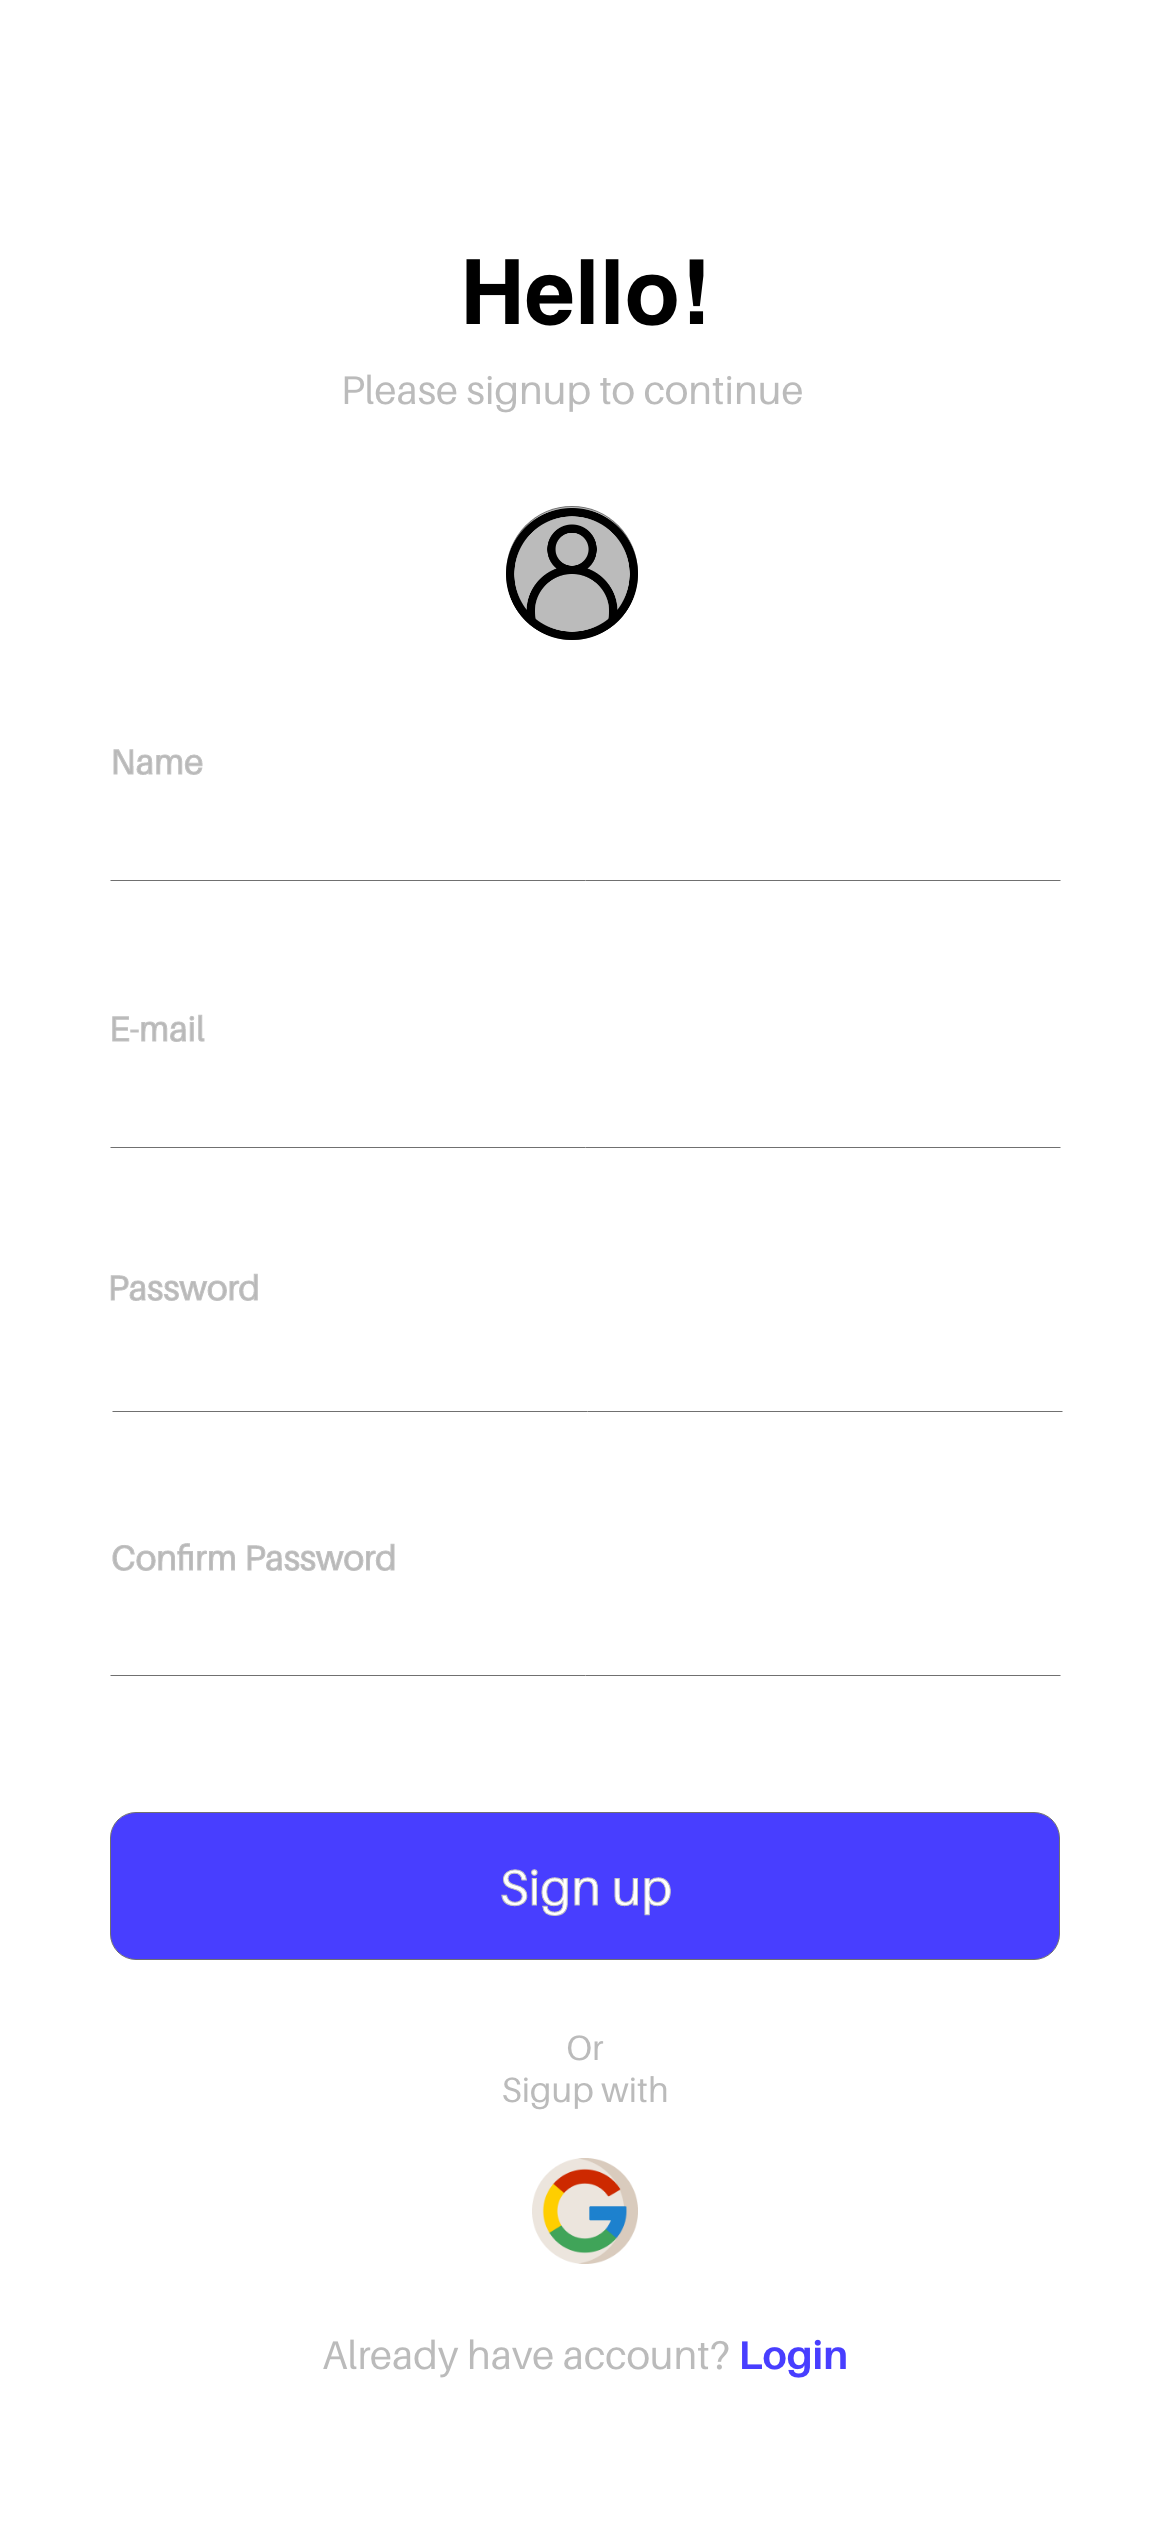 Hello!
Please signup to continue
Name
E-mail
Password
Confirm Password
Sign up
Or
Sigup with
Already have account? Login